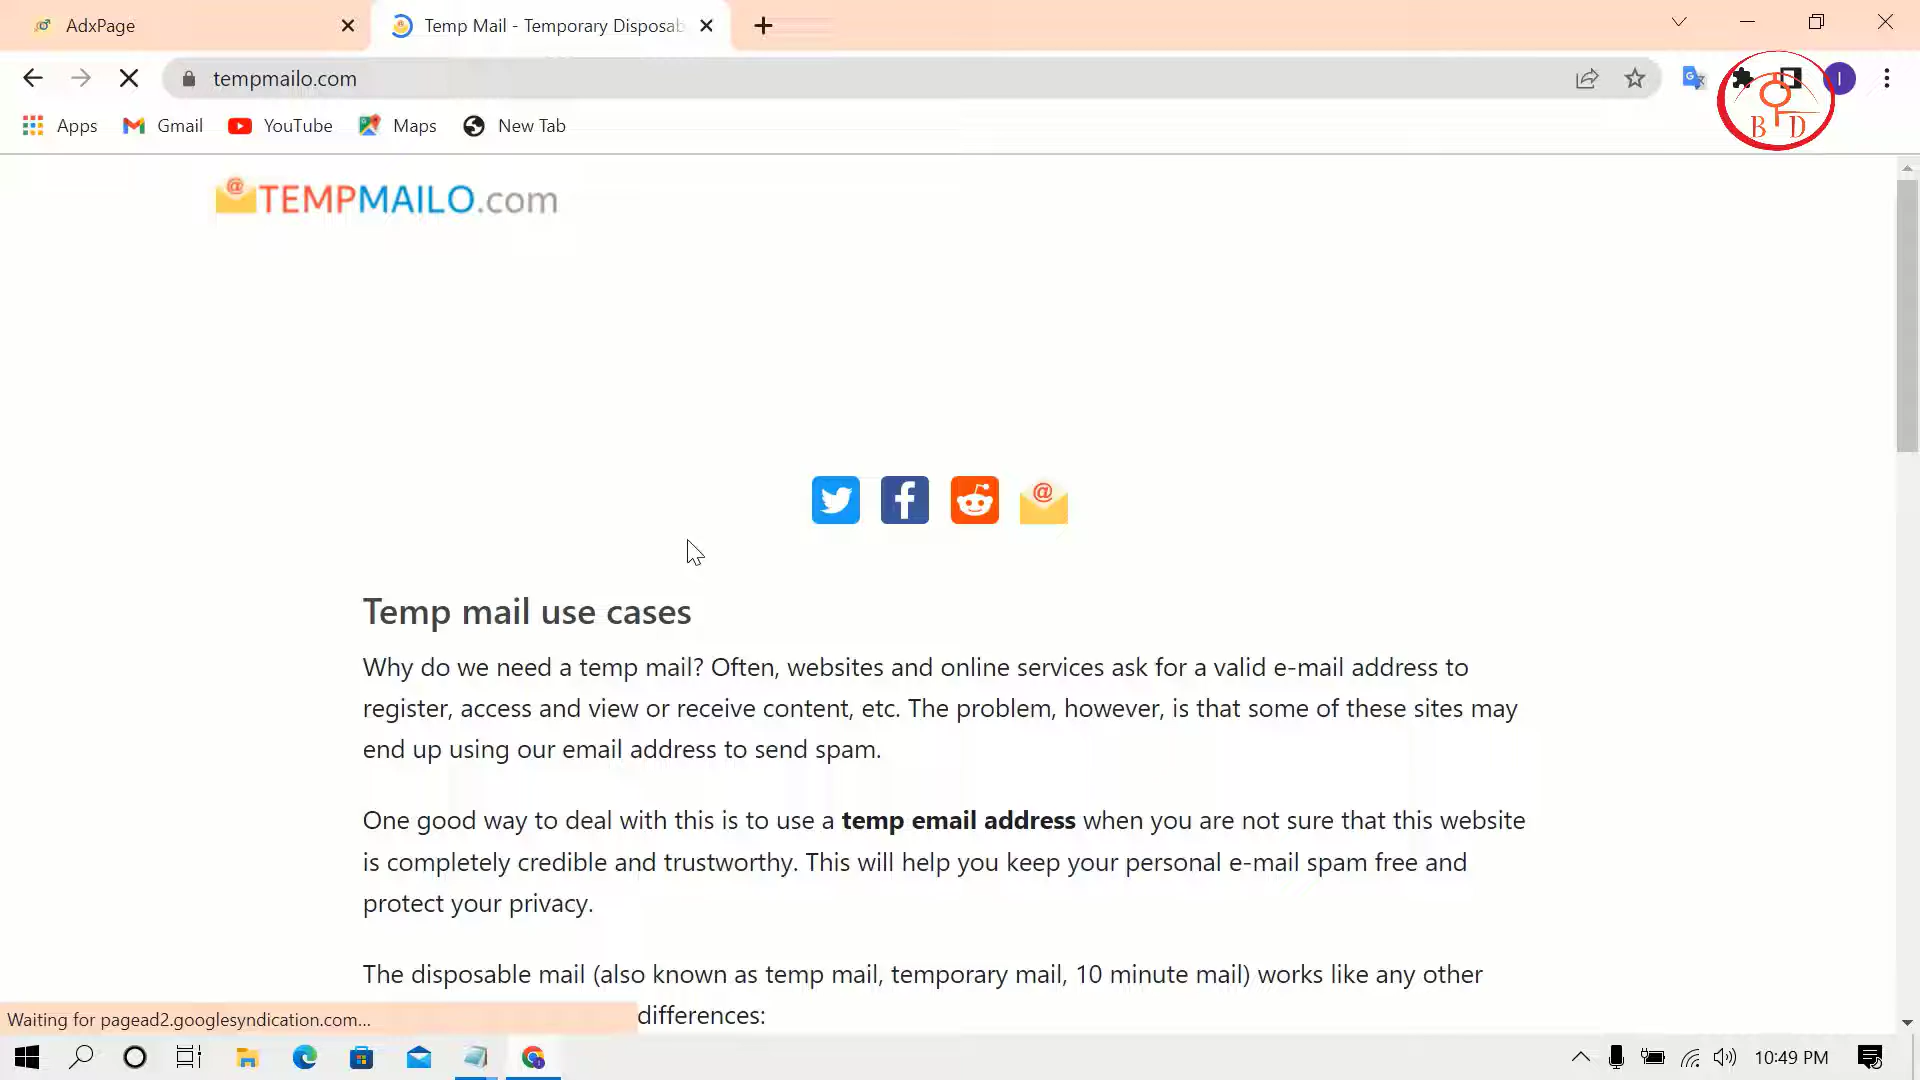 AdxPage
Temp Mail - Temporary Disposab
tempmailo.com
B D
Apps Gmail YouTube Maps New Tab
TEMPMAILO.com
Temp mail use cases
Why do we need a temp mail? Often, websites and online services ask for a valid e-mail address to
register, access and view or receive content, etc. The problem, however, is that some of these sites may
end up using our email address to send spam.
One good way to deal with this is to use a temp email address when you are not sure that this website
is completely credible and trustworthy. This will help you keep your personal e-mail spam free and
protect your privacy.
The disposable mail (also known as temp mail, temporary mail, 10 minute mail) works like any other
differences:
Waiting for pagead2.googlesyndication.com...
10:49 PM